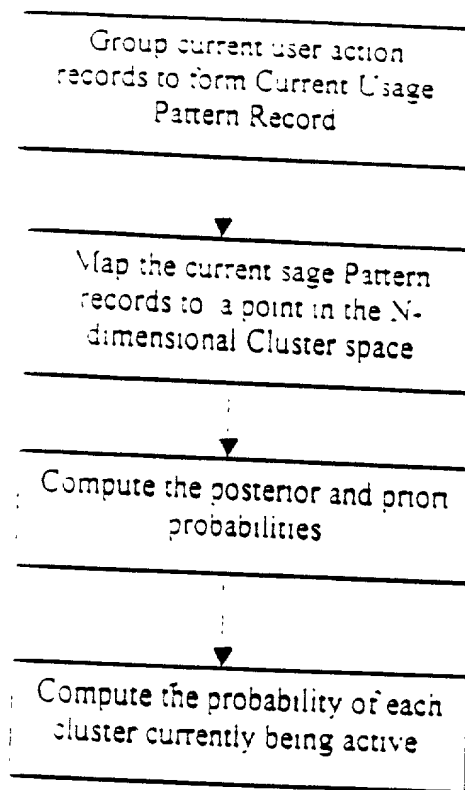 Group current user action
records to form Current Usage
Pattern Record
Map the current sage Pattern
records to a point in the N-
dimensional Cluster space
Compute the posterior and priori
probabilities
Compute the probability of each
cluster currently being active